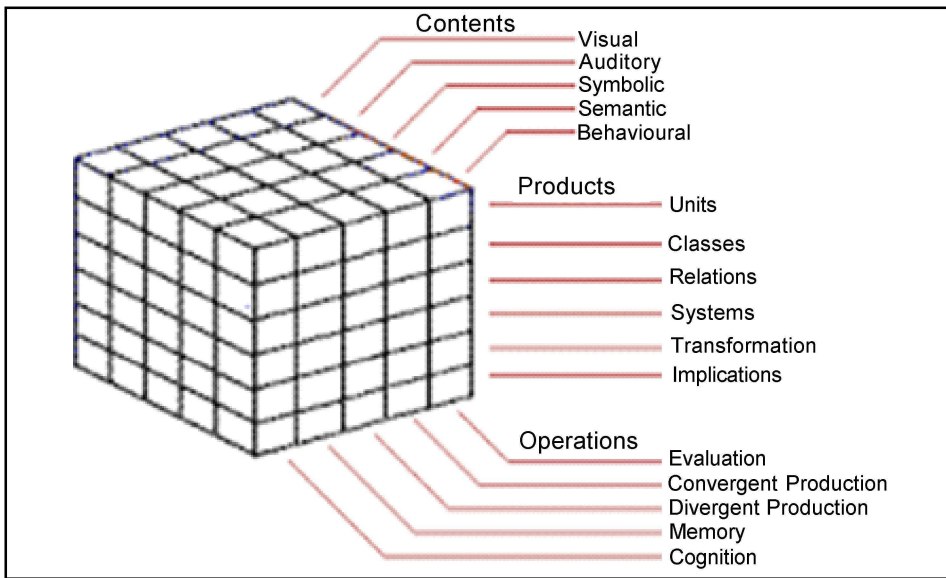 Contents
Visual
Auditory
Symbolic
Semantic
Behavioural
Products
Units
Classes
Relations
Systems
Transformation
Implications
Operations
Evaluation
Convergent Production
Divergent Production
Memory
Cognition